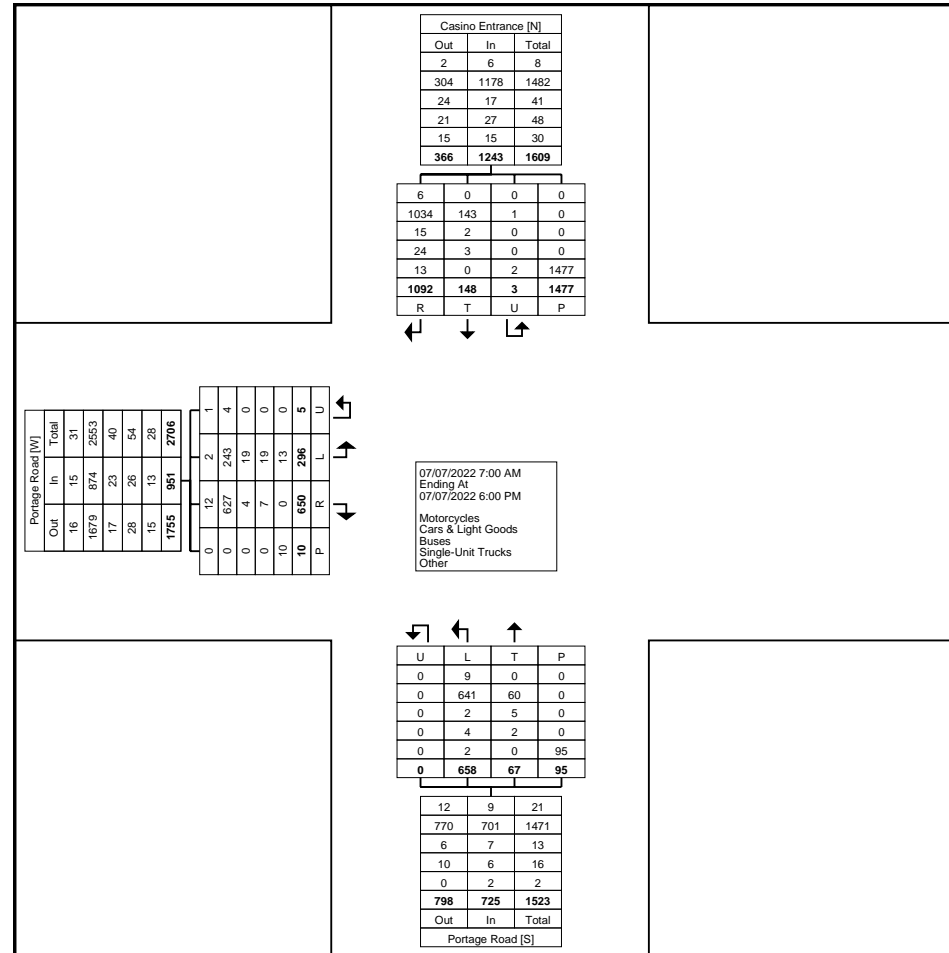 Casino Entrance [N]
Out In Total
2 6 8
304 1178 1482
24 17 41
21 27 48
15 15 30
366 1243 1609
6 0 0 0
1034 143 1 0
15 2 0 0
24 3 0 0
13 0 2 1477
1092 148 3 1477
R T U P
Portage Road [W]
Total 31 2553 40 54 28 2706
In 15 874 23 26 13 951
Out 16 1679 17 28 15 1755
1 4 0 0 0 5 U
2 243 19 19 13 296 L
12 627 4 7 0 650 R
0 0 0 0 10 10 P
07/07/2022 7:00 AM
Ending At
07/07/2022 6:00 PM
Motorcycles
Cars & Light Goods
Buses
Single-Unit Trucks
Other
U L T P
0 9 0 0
0 641 60 0
0 2 5 0
0 4 2 0
0 2 0 95
0 658 67 95
12 9 21
770 701 1471
6 7 13
10 6 16
0 2 2
798 725 1523
Out In Total
Portage Road [S]